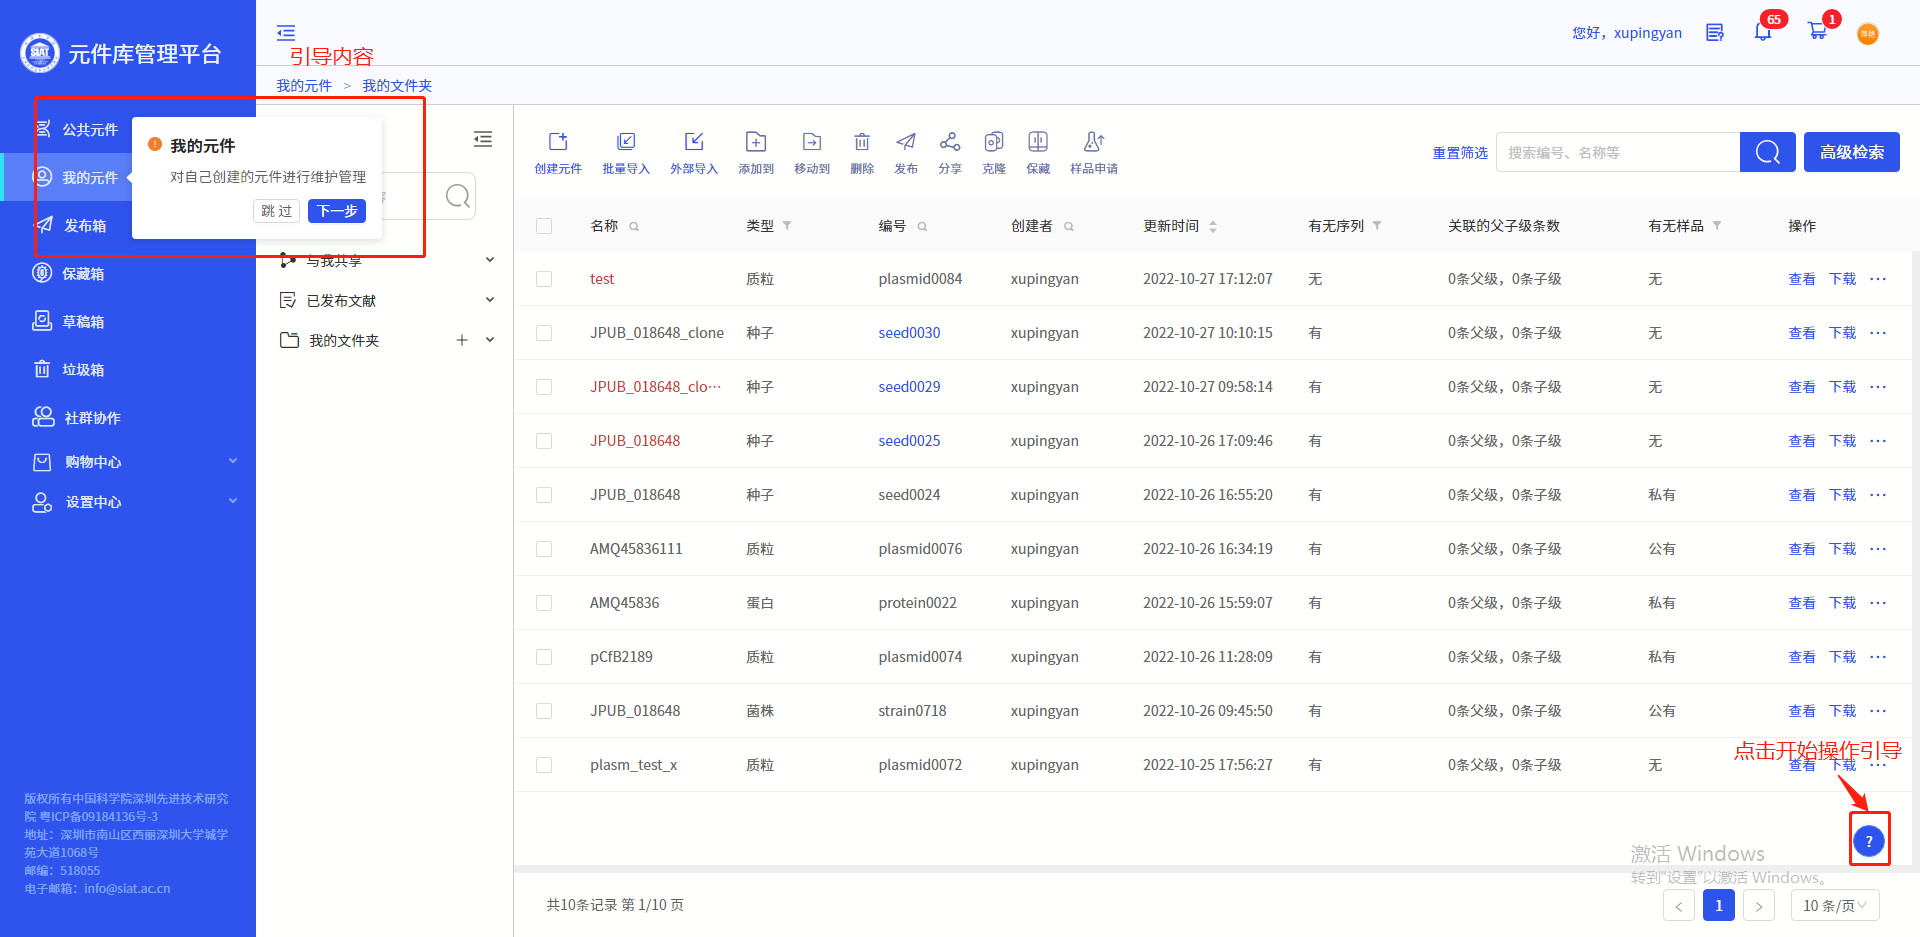 SIAT 元件库管理平台
引导内容
您好，xupingyan
65
1
我的元件 > 我的文件夹
公共元件
我的元件
发布箱
保藏箱
草稿箱
垃圾箱
社群协作
购物中心
设置中心
我的元件
对自己创建的元件进行维护管理
跳 过 下一步
与我共享
已发布文献
我的文件夹
创建元件 批量导入 外部导入 添加到 移动到 删除 发布 分享 克隆 保藏 样品申请
重置筛选 搜索编号、名称等 高级检索
名称 类型 编号 创建者 更新时间 有无序列 关联的父子级条数 有无样品 操作
test 质粒 plasmid0084 xupingyan 2022-10-27 17:12:07 无 0条父级，0条子级 无 查看 下载 ···
JPUB_018648_clone 种子 seed0030 xupingyan 2022-10-27 10:10:15 有 0条父级，0条子级 无 查看 下载 ···
JPUB_018648_clo··· 种子 seed0029 xupingyan 2022-10-27 09:58:14 有 0条父级，0条子级 无 查看 下载 ···
JPUB_018648 种子 seed0025 xupingyan 2022-10-26 17:09:46 有 0条父级，0条子级 无 查看 下载 ···
JPUB_018648 种子 seed0024 xupingyan 2022-10-26 16:55:20 有 0条父级，0条子级 私有 查看 下载 ···
AMQ45836111 质粒 plasmid0076 xupingyan 2022-10-26 16:34:19 有 0条父级，0条子级 公有 查看 下载 ···
AMQ45836 蛋白 protein0022 xupingyan 2022-10-26 15:59:07 有 0条父级，0条子级 私有 查看 下载 ···
pCfB2189 质粒 plasmid0074 xupingyan 2022-10-26 11:28:09 有 0条父级，0条子级 私有 查看 下载 ···
JPUB_018648 菌株 strain0718 xupingyan 2022-10-26 09:45:50 有 0条父级，0条子级 公有 查看 下载 ···
plasm_test_x 质粒 plasmid0072 xupingyan 2022-10-25 17:56:27 有 0条父级，0条子级 无 查看 下载 ···
点击开始操作引导
?
激活 Windows
转到"设置"以激活 Windows。
共10条记录 第 1/10 页
< 1 > 10 条/页
版权所有中国科学院深圳先进技术研究
院 粤ICP备09184136号-3
地址：深圳市南山区西丽深圳大学城学
苑大道1068号
邮编：518055
电子邮箱：info@siat.ac.cn